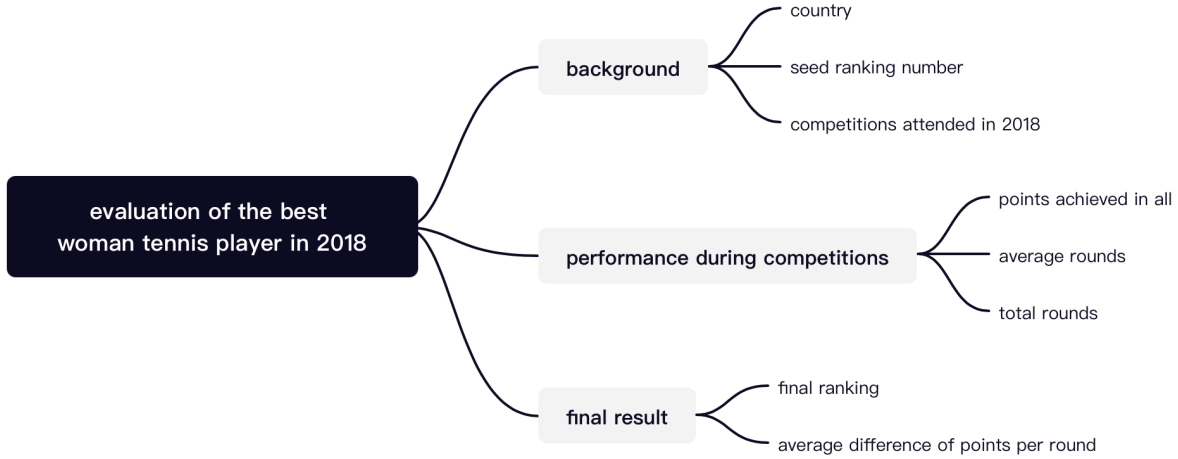 evaluation of the best
woman tennis player in 2018
background
country
seed ranking number
competitions attended in 2018
performance during competitions
points achieved in all
average rounds
total rounds
final result
final ranking
average difference of points per round